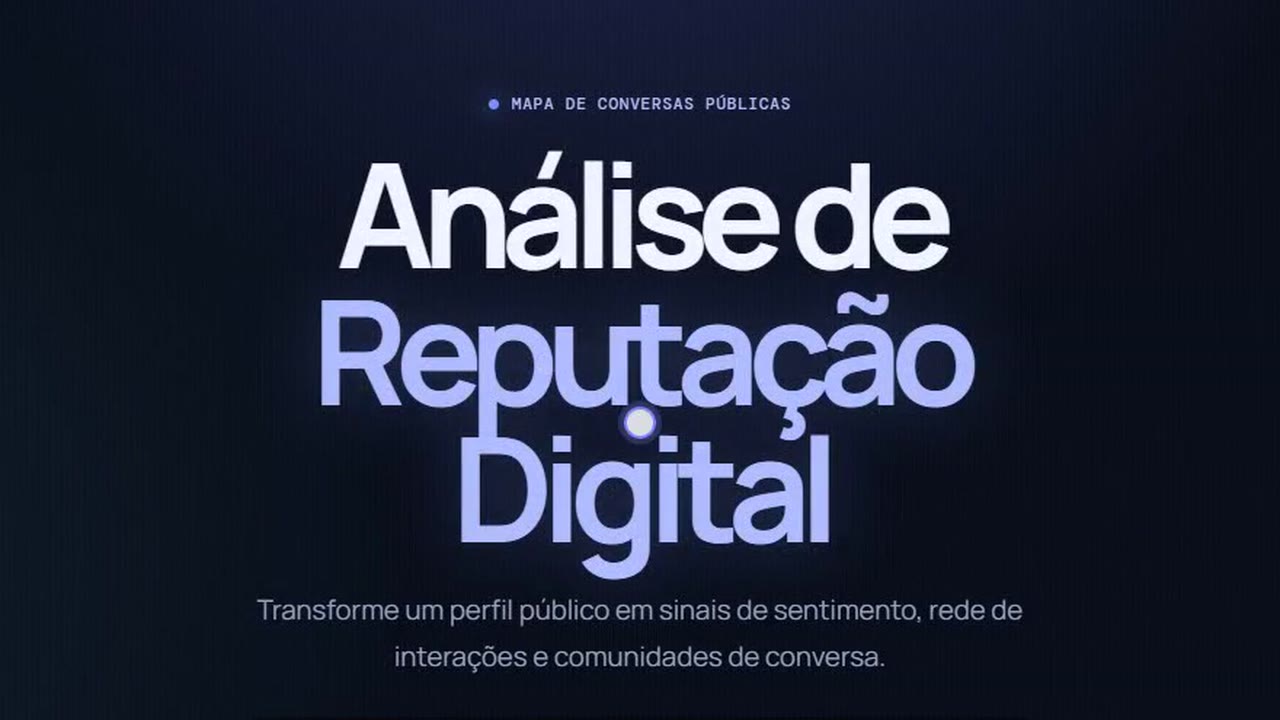 MAPA DE CONVERSAS PÚBLICAS
Análise de
Reputação
Digital
Transforme um perfil público em sinais de sentimento, rede de
interações e comunidades de conversa.